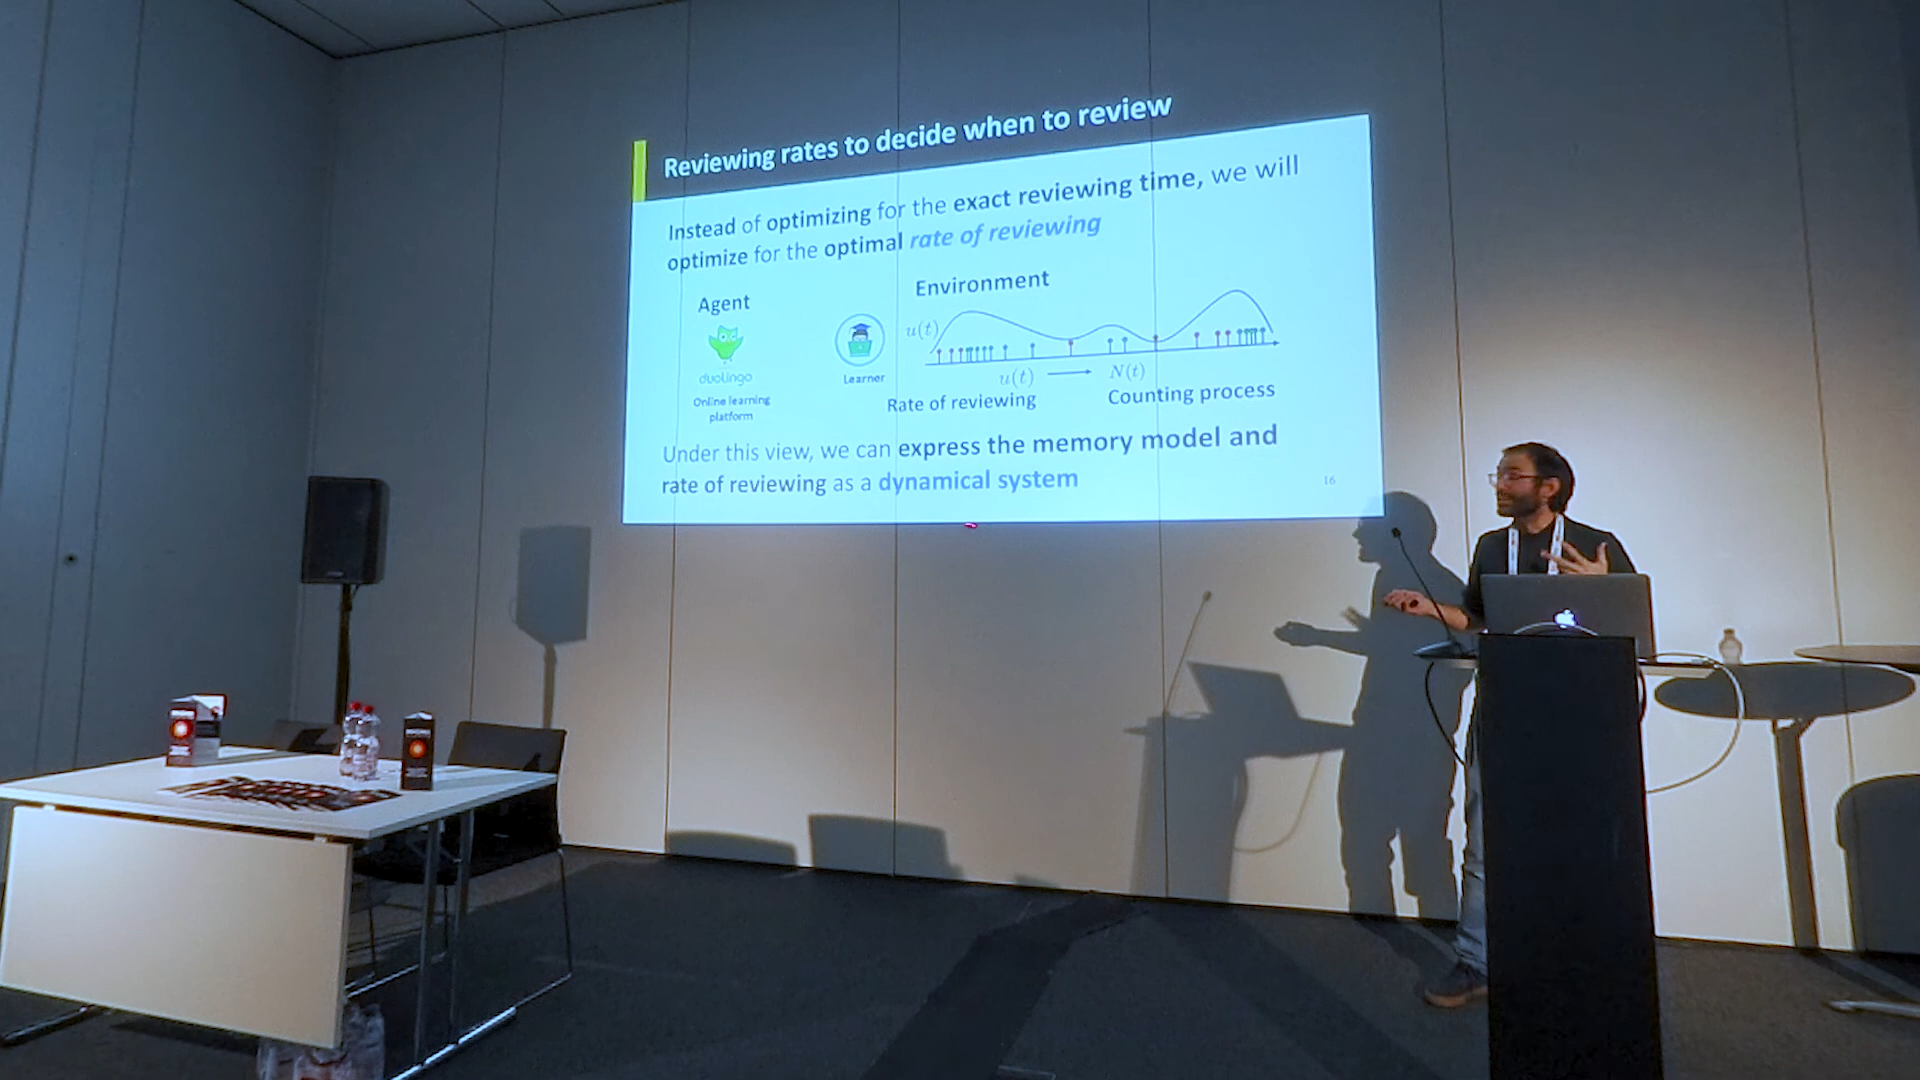 Reviewing rates to decide when to review
Instead of optimizing for the exact reviewing time, we will
optimize for the optimal rate of reviewing
Agent
Environment
duolingo
Online learning
platform
Learner
u(t)
u(t) → N(t)
Rate of reviewing
Counting process
Under this view, we can express the memory model and
rate of reviewing as a dynamical system
16